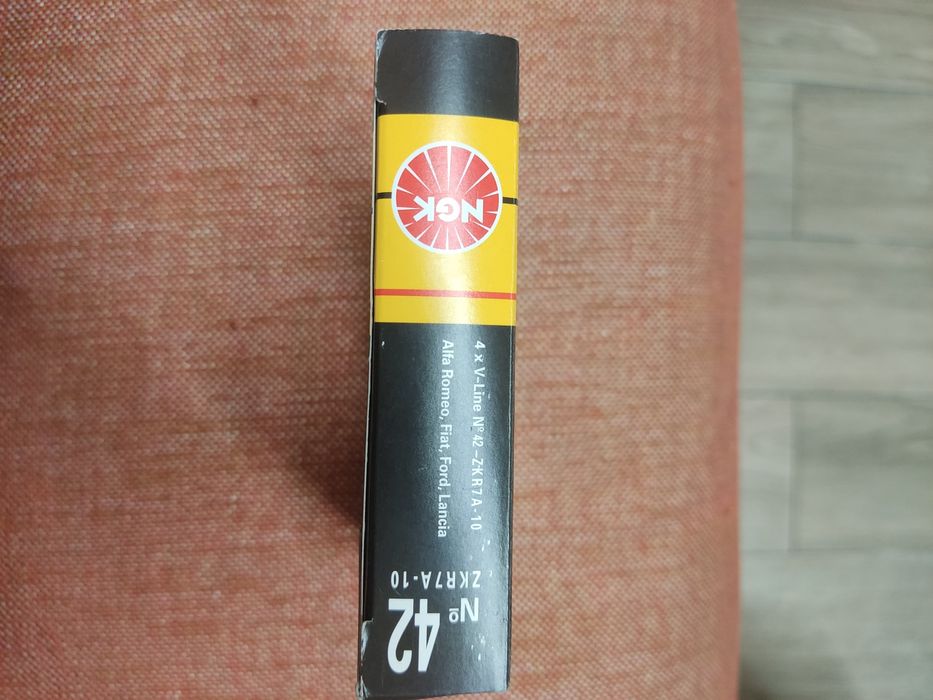 NGK
4 x V-Line Nº 42 - ZKR7A-10
Alfa Romeo, Fiat, Ford, Lancia
Nº
42
ZKR7A-10